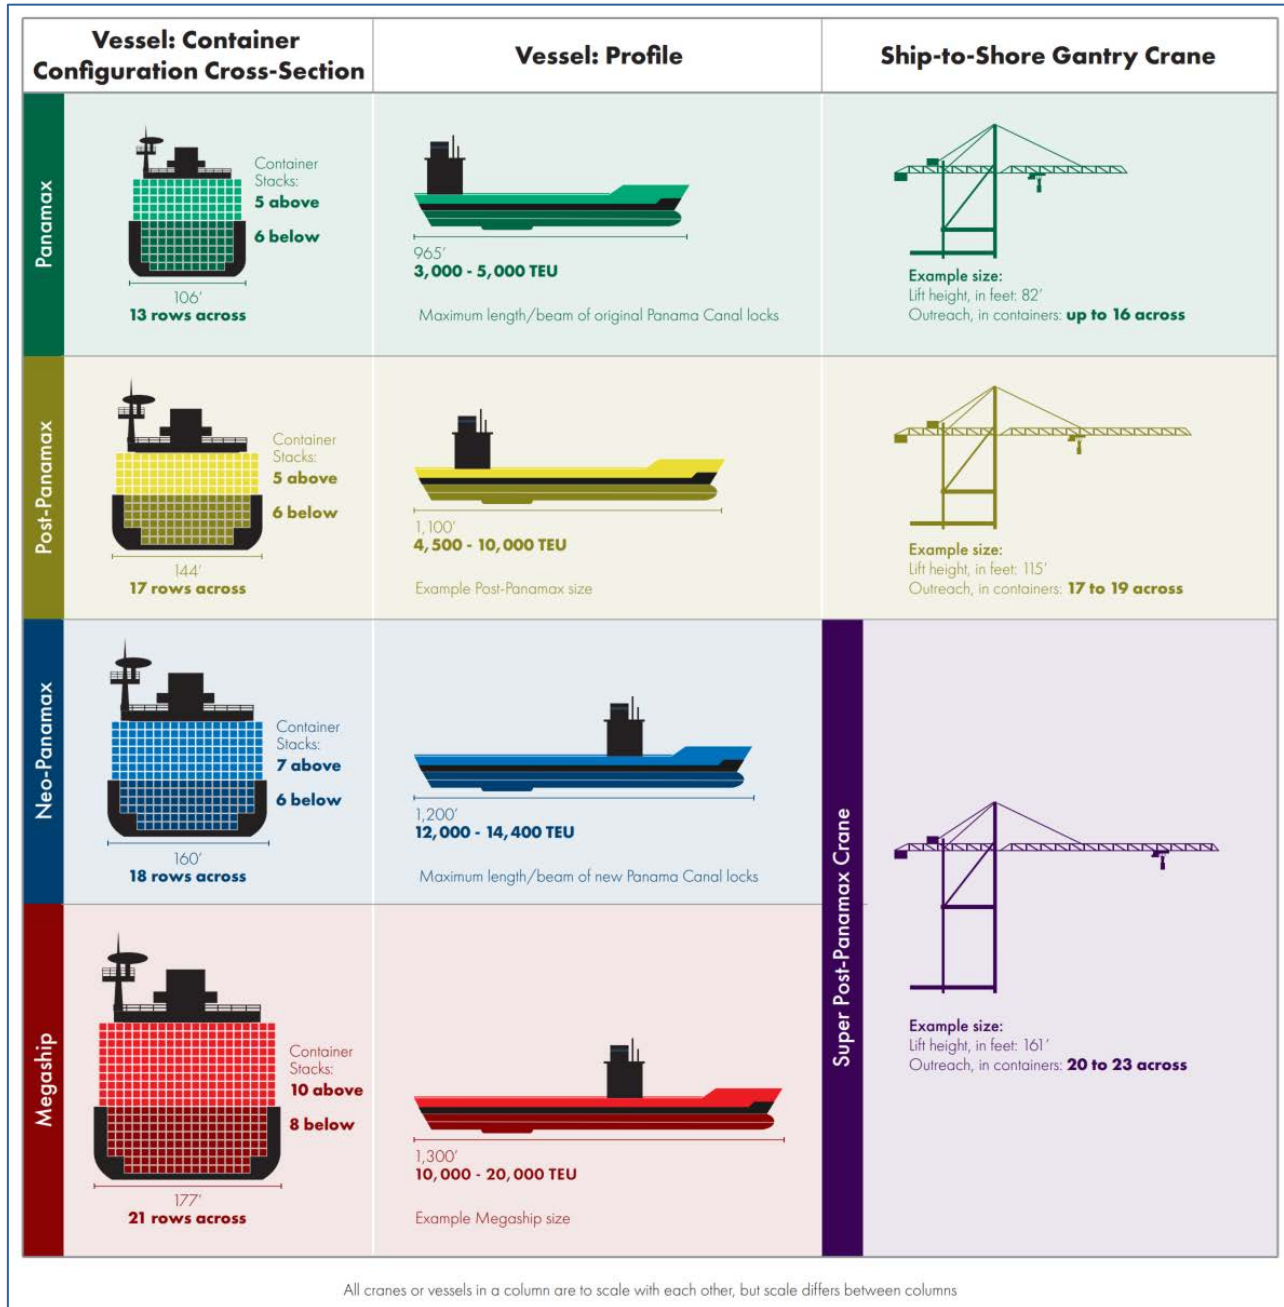 Vessel: Container
Configuration Cross-Section
Vessel: Profile
Ship-to-Shore Gantry Crane
Panamax
Container
Stacks:
5 above
6 below
106′
13 rows across
965′
3,000 - 5,000 TEU
Maximum length/beam of original Panama Canal locks
Example size:
Lift height, in feet: 82′
Outreach, in containers: up to 16 across
Post-Panamax
Container
Stacks:
5 above
6 below
144′
17 rows across
1,100′
4,500 - 10,000 TEU
Example Post-Panamax size
Example size:
Lift height, in feet: 115′
Outreach, in containers: 17 to 19 across
Neo-Panamax
Container
Stacks:
7 above
6 below
160′
18 rows across
1,200′
12,000 - 14,400 TEU
Maximum length/beam of new Panama Canal locks
Super Post-Panamax Crane
Example size:
Lift height, in feet: 161′
Outreach, in containers: 20 to 23 across
Megaship
Container
Stacks:
10 above
8 below
177′
21 rows across
1,300′
10,000 - 20,000 TEU
Example Megaship size
All cranes or vessels in a column are to scale with each other, but scale differs between columns